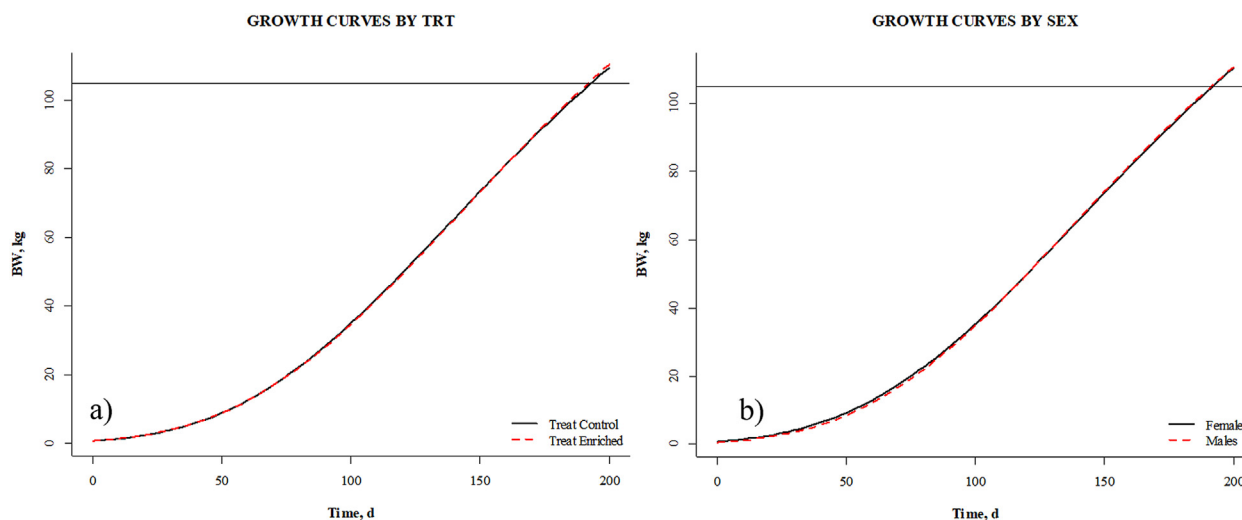 GROWTH CURVES BY TRT
BW, kg
100
80
60
40
20
0
a)
Treat Control
Treat Enriched
0
50
100
150
200
Time, d
GROWTH CURVES BY SEX
BW, kg
100
80
60
40
20
0
b)
Female
Males
0
50
100
150
200
Time, d